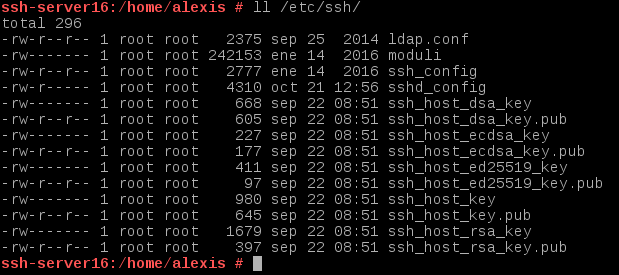 ssh-server16:/home/alexis # ll /etc/ssh/
total 296
-rw-r--r-- 1 root root   2375 sep 25  2014 ldap.conf
-rw------- 1 root root 242153 ene 14  2016 moduli
-rw-r--r-- 1 root root   2777 ene 14  2016 ssh_config
-rw-r----- 1 root root   4310 oct 21 12:56 sshd_config
-rw------- 1 root root    668 sep 22 08:51 ssh_host_dsa_key
-rw-r--r-- 1 root root    605 sep 22 08:51 ssh_host_dsa_key.pub
-rw------- 1 root root    227 sep 22 08:51 ssh_host_ecdsa_key
-rw-r--r-- 1 root root    177 sep 22 08:51 ssh_host_ecdsa_key.pub
-rw------- 1 root root    411 sep 22 08:51 ssh_host_ed25519_key
-rw-r--r-- 1 root root     97 sep 22 08:51 ssh_host_ed25519_key.pub
-rw------- 1 root root    980 sep 22 08:51 ssh_host_key
-rw-r--r-- 1 root root    645 sep 22 08:51 ssh_host_key.pub
-rw------- 1 root root   1679 sep 22 08:51 ssh_host_rsa_key
-rw-r--r-- 1 root root    397 sep 22 08:51 ssh_host_rsa_key.pub
ssh-server16:/home/alexis #